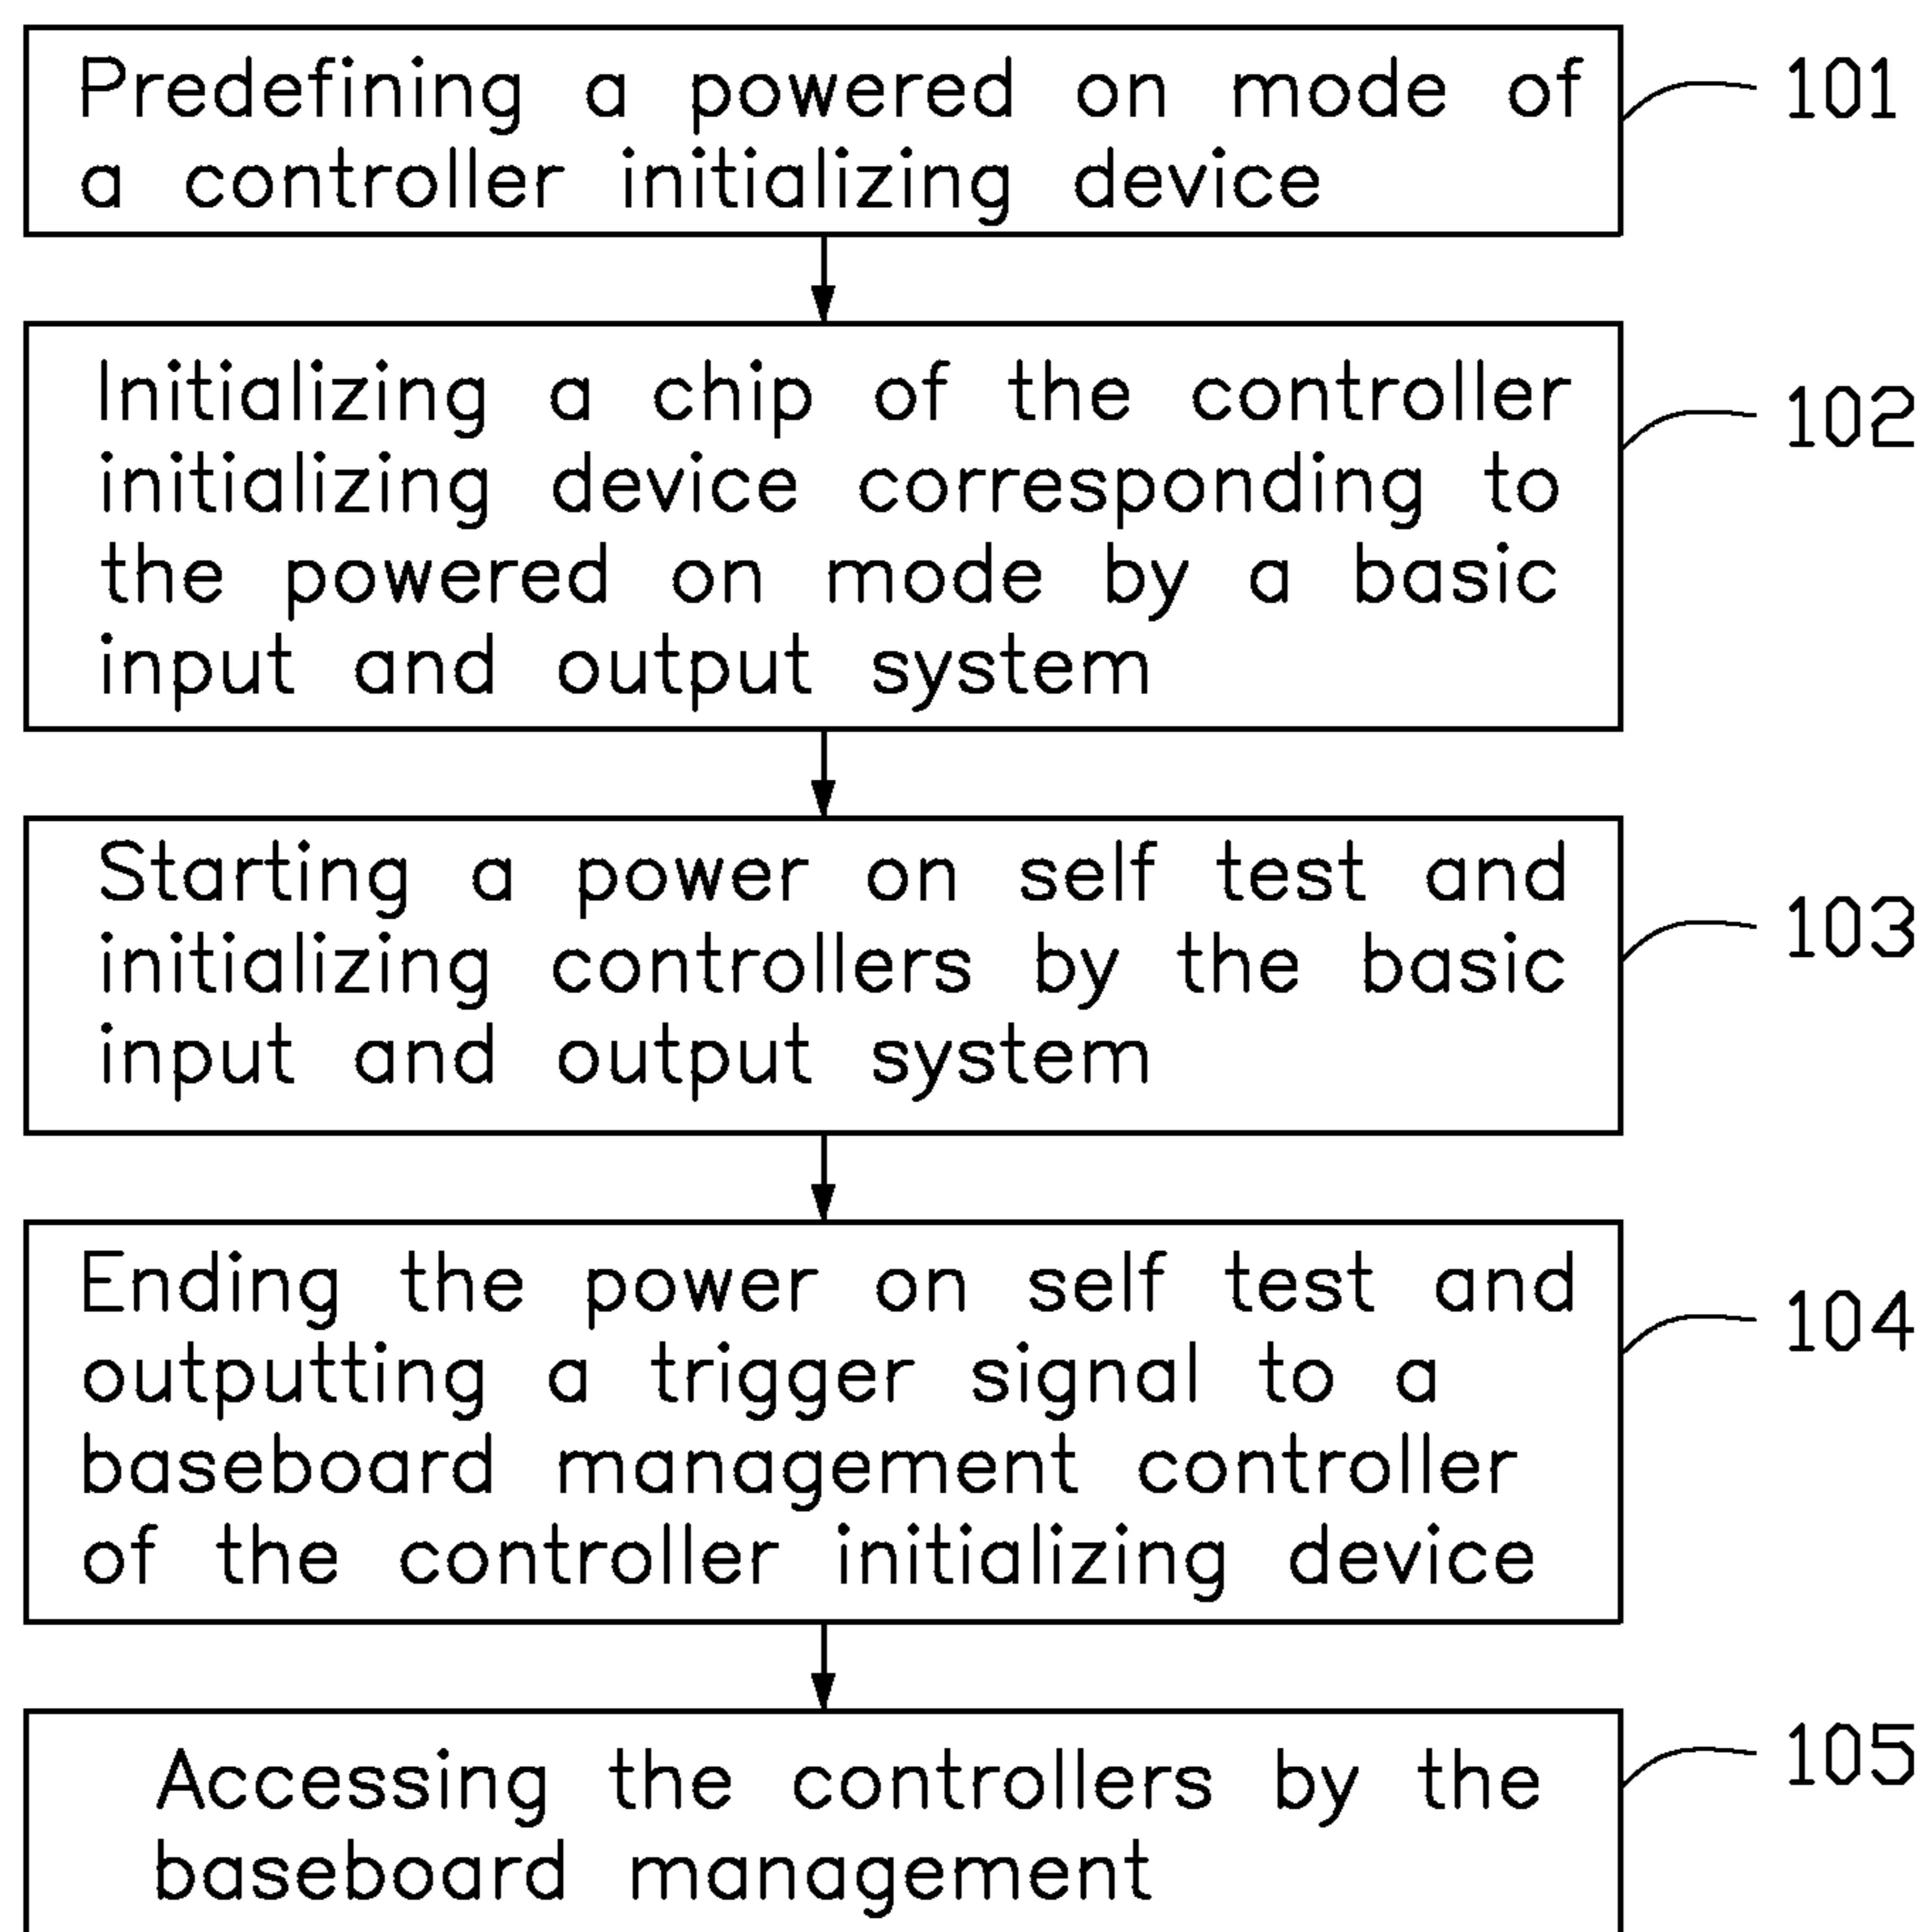 Predefining a powered on mode of
a controller initializing device
101
Initializing a chip of the controller
initializing device corresponding to
the powered on mode by a basic
input and output system
102
Starting a power on self test and
initializing controllers by the basic
input and output system
103
Ending the power on self test and
outputting a trigger signal to a
baseboard management controller
of the controller initializing device
104
Accessing the controllers by the
baseboard management
105